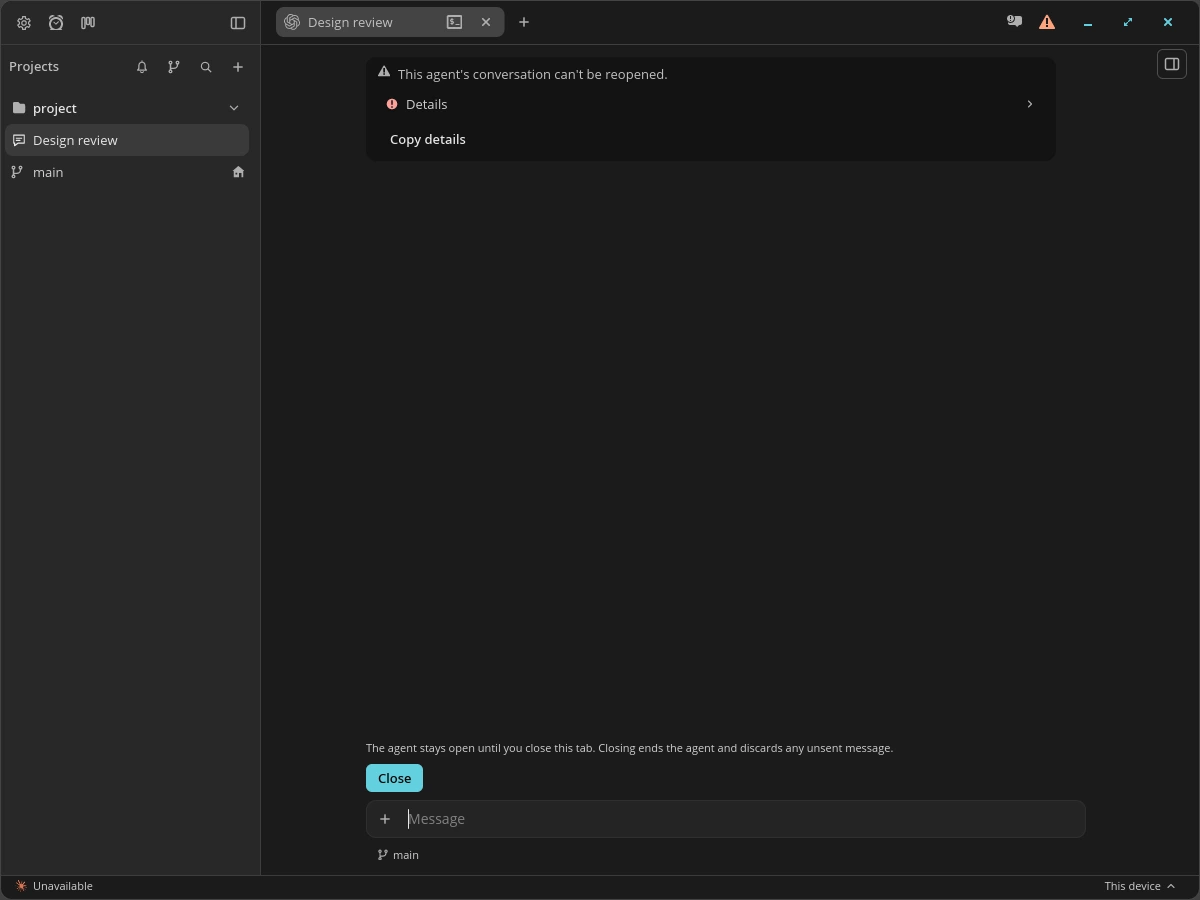 Design review
Projects
project
Design review
main
This agent's conversation can't be reopened.
Details
Copy details
The agent stays open until you close this tab. Closing ends the agent and discards any unsent message.
Close
Message
main
Unavailable
This device